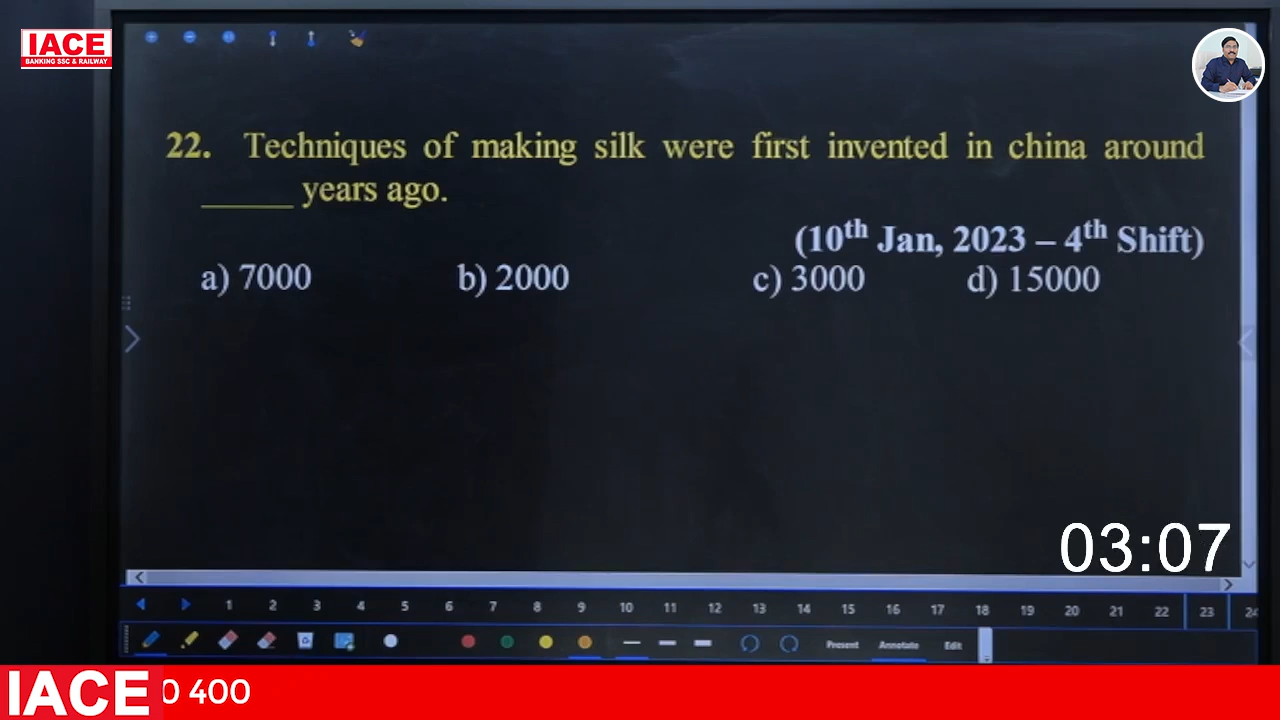 IACE
BANKING SSC & RAILWAY
22. Techniques of making silk were first invented in china around
_____ years ago.
(10th Jan, 2023 – 4th Shift)
a) 7000 b) 2000 c) 3000 d) 15000
03:07
1 2 3 4 5 6 7 8 9 10 11 12 13 14 15 16 17 18 19 20 21 22 23 24
Present Annotate Edit
IACE 0 400